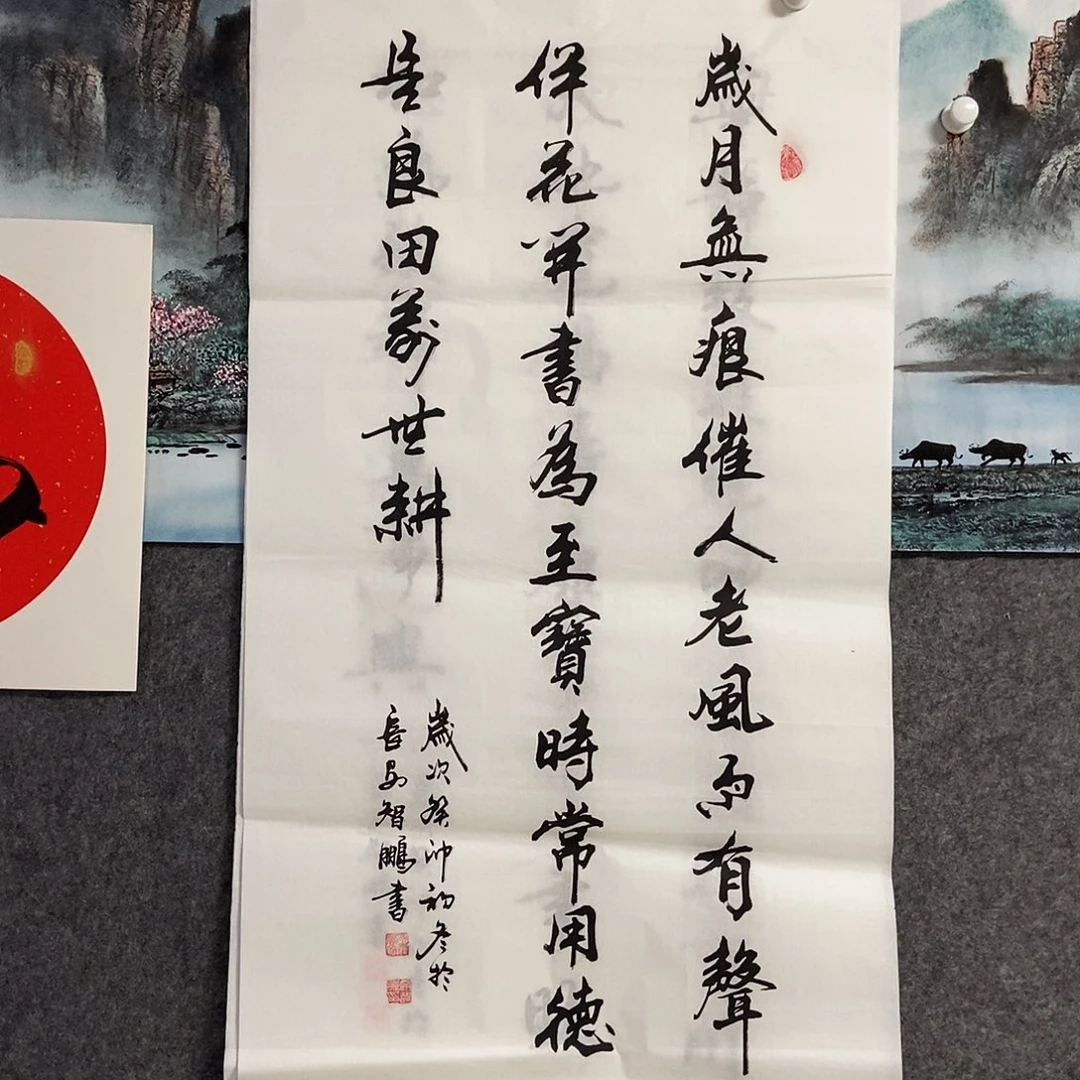 歲月無痕催人老風雨有聲
伴花開書為至寶時常用德
是良田萬世耕
歲次癸卯初冬於
長安智鵬書